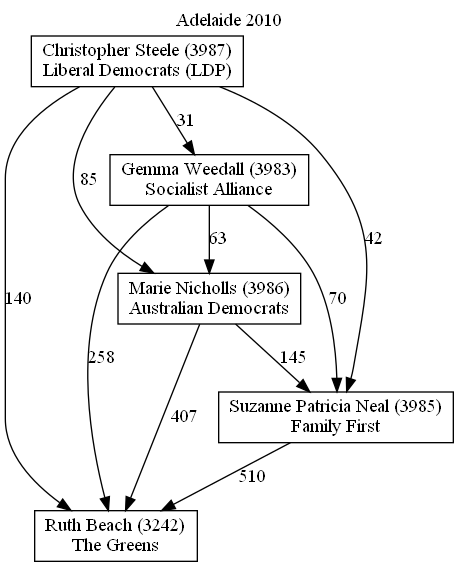 Adelaide 2010
Christopher Steele (3987)
Liberal Democrats (LDP)
31
Gemma Weedall (3983)
Socialist Alliance
85
63
42
Marie Nicholls (3986)
Australian Democrats
140
258
70
145
407
Suzanne Patricia Neal (3985)
Family First
510
Ruth Beach (3242)
The Greens